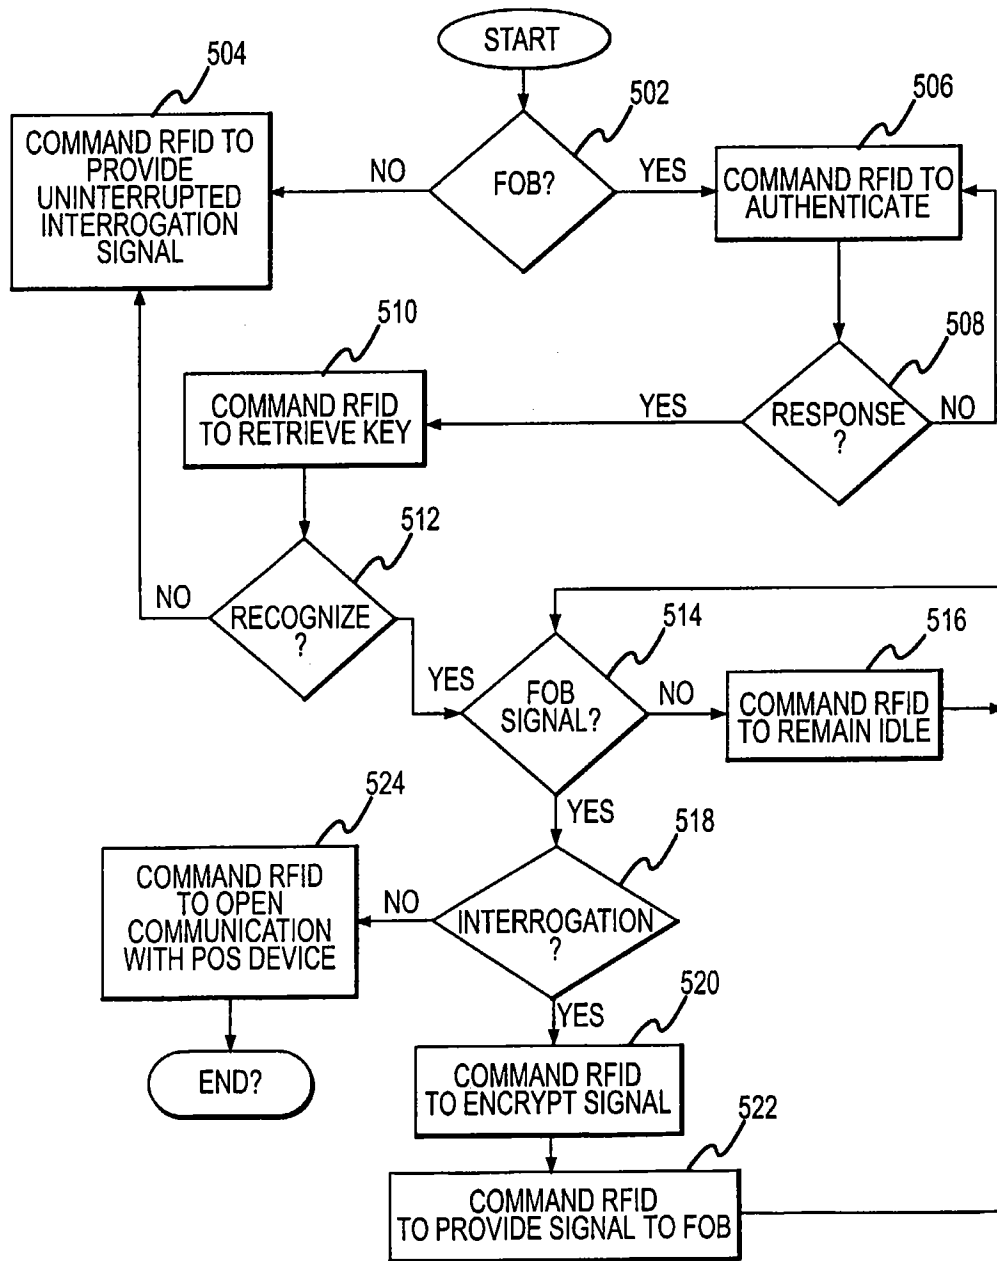 START
504
502
506
COMMAND RFID TO
PROVIDE
UNINTERRUPTED
INTERROGATION
SIGNAL
NO
FOB?
YES
COMMAND RFID TO
AUTHENTICATE
510
508
COMMAND RFID
TO RETRIEVE KEY
YES
RESPONSE
?
NO
512
NO
RECOGNIZE
?
YES
514
516
FOB
SIGNAL?
NO
COMMAND RFID
TO REMAIN IDLE
524
YES
518
COMMAND RFID
TO OPEN
COMMUNICATION
WITH POS DEVICE
NO
INTERROGATION
?
YES
520
END?
COMMAND RFID
TO ENCRYPT SIGNAL
522
COMMAND RFID
TO PROVIDE SIGNAL TO FOB